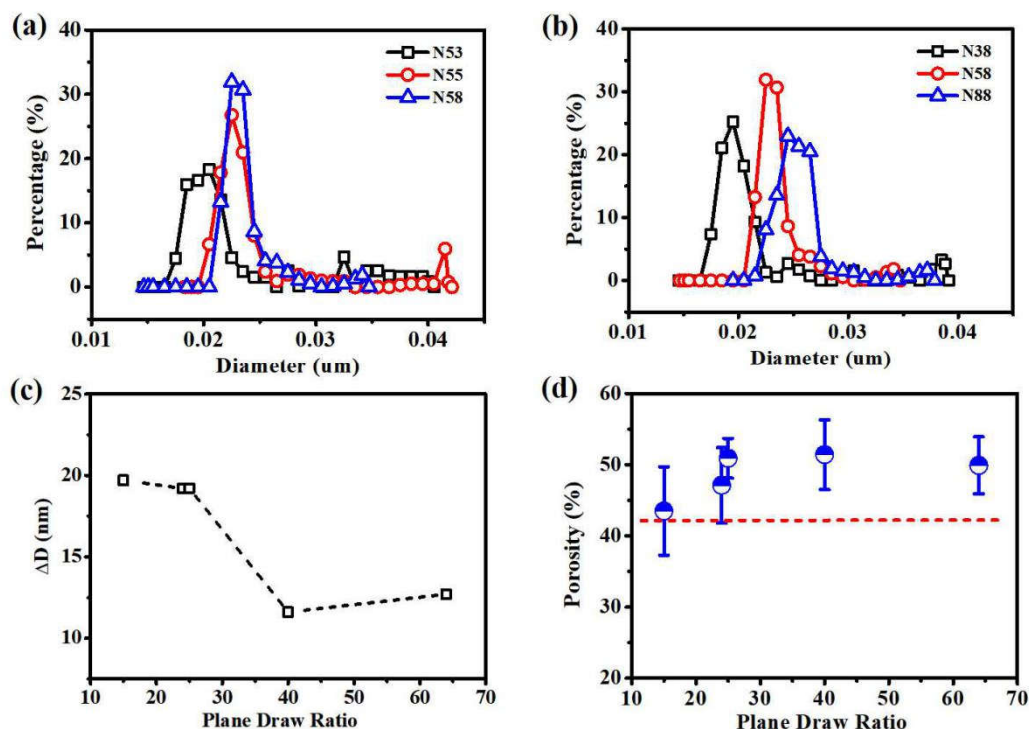 (a)
40
30
20
10
0
Percentage (%)
N53
N55
N58
0.01 0.02 0.03 0.04
Diameter (um)
(b)
40
30
20
10
0
Percentage (%)
N38
N58
N88
0.01 0.02 0.03 0.04
Diameter (um)
(c)
25
20
15
10
ΔD (nm)
10 20 30 40 50 60 70
Plane Draw Ratio
(d)
60
50
40
30
20
Porosity (%)
10 20 30 40 50 60 70
Plane Draw Ratio